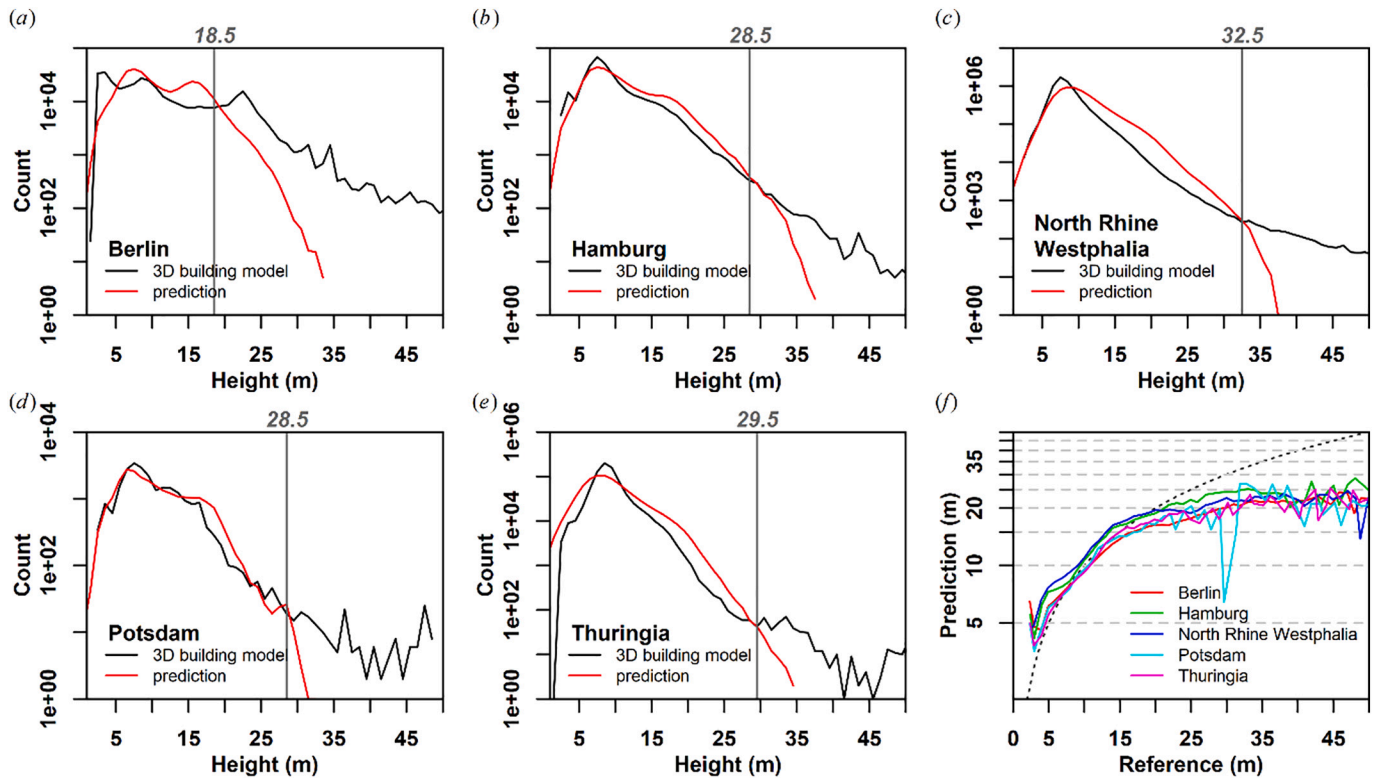 (a)
18.5
1e+04
1e+02
1e+00
Count
Berlin
3D building model
prediction
5 15 25 35 45
Height (m)
(b)
28.5
1e+04
1e+02
1e+00
Count
Hamburg
3D building model
prediction
5 15 25 35 45
Height (m)
(c)
32.5
1e+06
1e+03
1e+00
Count
North Rhine
Westphalia
3D building model
prediction
5 15 25 35 45
Height (m)
(d)
28.5
1e+04
1e+02
1e+00
Count
Potsdam
3D building model
prediction
5 15 25 35 45
Height (m)
(e)
29.5
1e+06
1e+04
1e+02
1e+00
Count
Thuringia
3D building model
prediction
5 15 25 35 45
Height (m)
(f)
35
20
10
5
Prediction (m)
Berlin
Hamburg
North Rhine Westphalia
Potsdam
Thuringia
0 5 15 25 35 45
Reference (m)